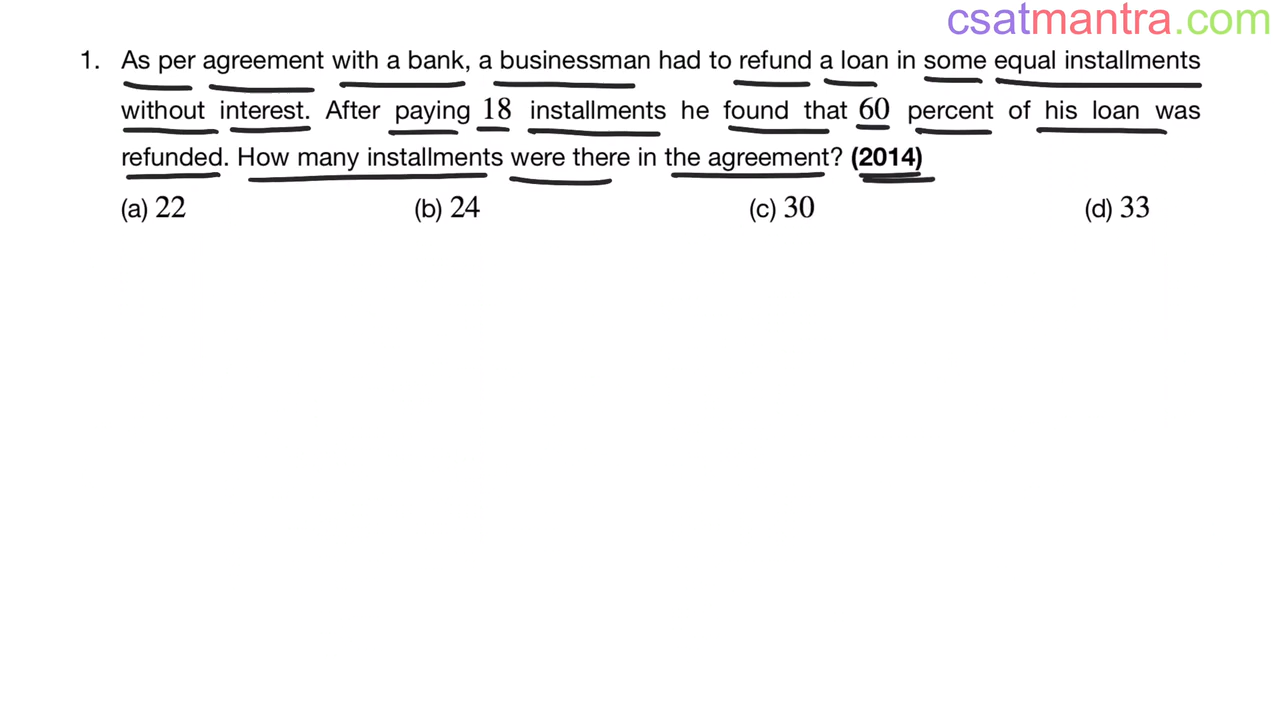 csatmantra.com
1. As per agreement with a bank, a businessman had to refund a loan in some equal installments
without interest. After paying 18 installments he found that 60 percent of his loan was
refunded. How many installments were there in the agreement? (2014)
(a) 22 (b) 24 (c) 30 (d) 33